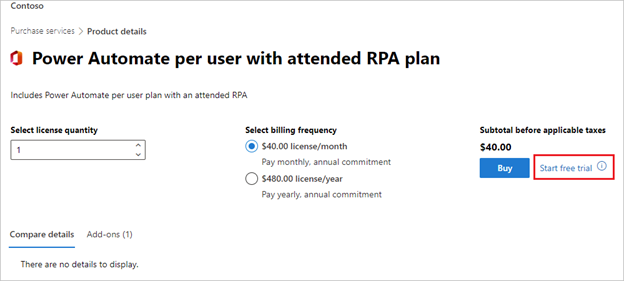 Contoso
Purchase services > Product details
Power Automate per user with attended RPA plan
Includes Power Automate per user plan with an attended RPA
Select license quantity
1
Select billing frequency
$40.00 license/month
Pay monthly, annual commitment
$480.00 license/year
Pay yearly, annual commitment
Subtotal before applicable taxes
$40.00
Buy
Start free trial
Compare details
Add-ons (1)
There are no details to display.